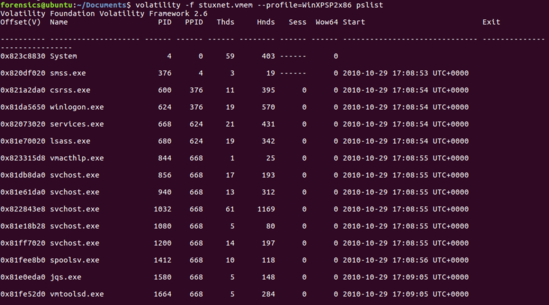 forensics@ubuntu:~/Documents$ volatility -f stuxnet.vmem --profile=WinXPSP2x86 pslist
Volatility Foundation Volatility Framework 2.6
Offset(V) Name PID PPID Thds Hnds Sess Wow64 Start Exit
---------- -------------------- ------ ------ ------ -------- ------ ------ ------------------------------ --------------
----------------
0x823c8830 System 4 0 59 403 ------ 0
0x820df020 smss.exe 376 4 3 19 ------ 0 2010-10-29 17:08:53 UTC+0000
0x821a2da0 csrss.exe 600 376 11 395 0 0 2010-10-29 17:08:54 UTC+0000
0x81da5650 winlogon.exe 624 376 19 570 0 0 2010-10-29 17:08:54 UTC+0000
0x82073020 services.exe 668 624 21 431 0 0 2010-10-29 17:08:54 UTC+0000
0x81e70020 lsass.exe 680 624 19 342 0 0 2010-10-29 17:08:54 UTC+0000
0x823315d8 vmacthlp.exe 844 668 1 25 0 0 2010-10-29 17:08:55 UTC+0000
0x81db8da0 svchost.exe 856 668 17 193 0 0 2010-10-29 17:08:55 UTC+0000
0x81e61da0 svchost.exe 940 668 13 312 0 0 2010-10-29 17:08:55 UTC+0000
0x822843e8 svchost.exe 1032 668 61 1169 0 0 2010-10-29 17:08:55 UTC+0000
0x81e18b28 svchost.exe 1080 668 5 80 0 0 2010-10-29 17:08:55 UTC+0000
0x81ff7020 svchost.exe 1200 668 14 197 0 0 2010-10-29 17:08:55 UTC+0000
0x81fee8b0 spoolsv.exe 1412 668 10 118 0 0 2010-10-29 17:08:56 UTC+0000
0x81e0eda0 jqs.exe 1580 668 5 148 0 0 2010-10-29 17:09:05 UTC+0000
0x81fe52d0 vmtoolsd.exe 1664 668 5 284 0 0 2010-10-29 17:09:05 UTC+0000